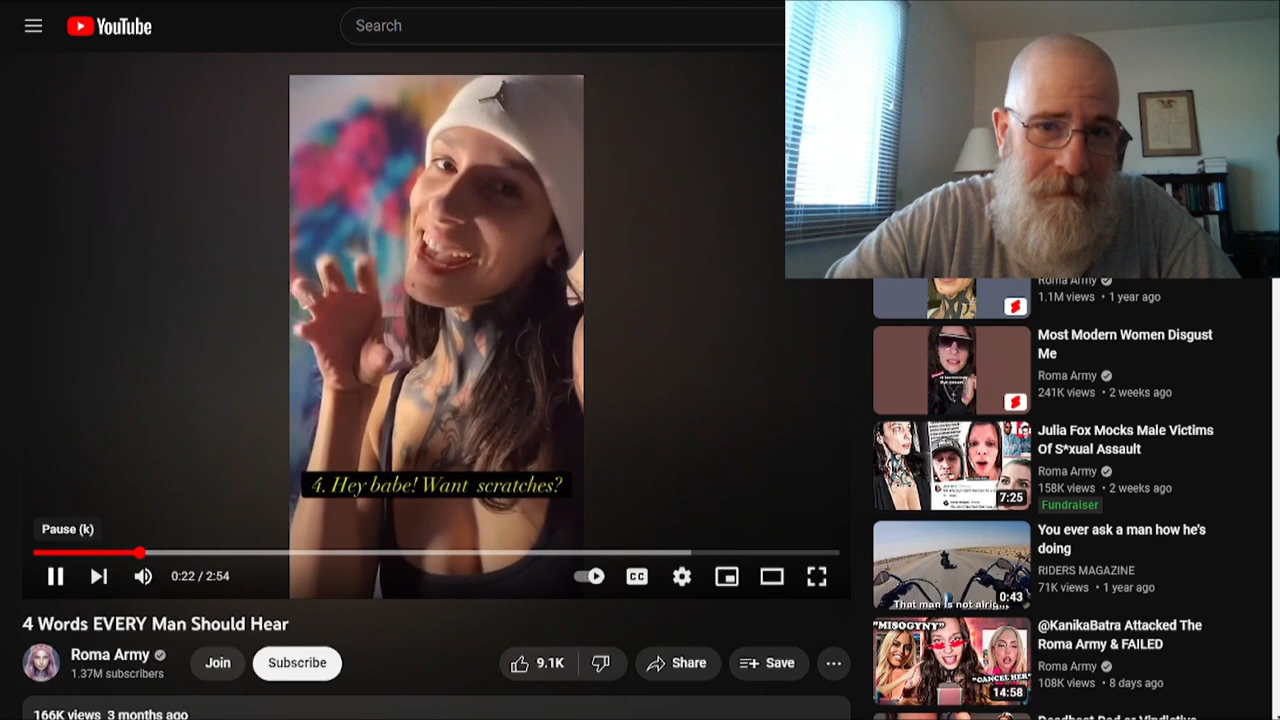 YouTube
Search
4. Hey babe! Want scratches?
Pause (k)
0:22 / 2:54
CC
4 Words EVERY Man Should Hear
Roma Army
1.37M subscribers
Join
Subscribe
9.1K
Share
Save
166K views 3 months ago
Roma Army
1.1M views • 1 year ago
Most Modern Women Disgust
Me
Roma Army
241K views • 2 weeks ago
Julia Fox Mocks Male Victims
Of S*xual Assault
Roma Army
158K views • 2 weeks ago
Fundraiser
7:25
You ever ask a man how he's
doing
RIDERS MAGAZINE
71K views • 1 year ago
0:43
That man is not alright
@KanikaBatra Attacked The
Roma Army & FAILED
Roma Army
108K views • 8 days ago
"MISOGYNY"
"CANCEL HER"
14:58